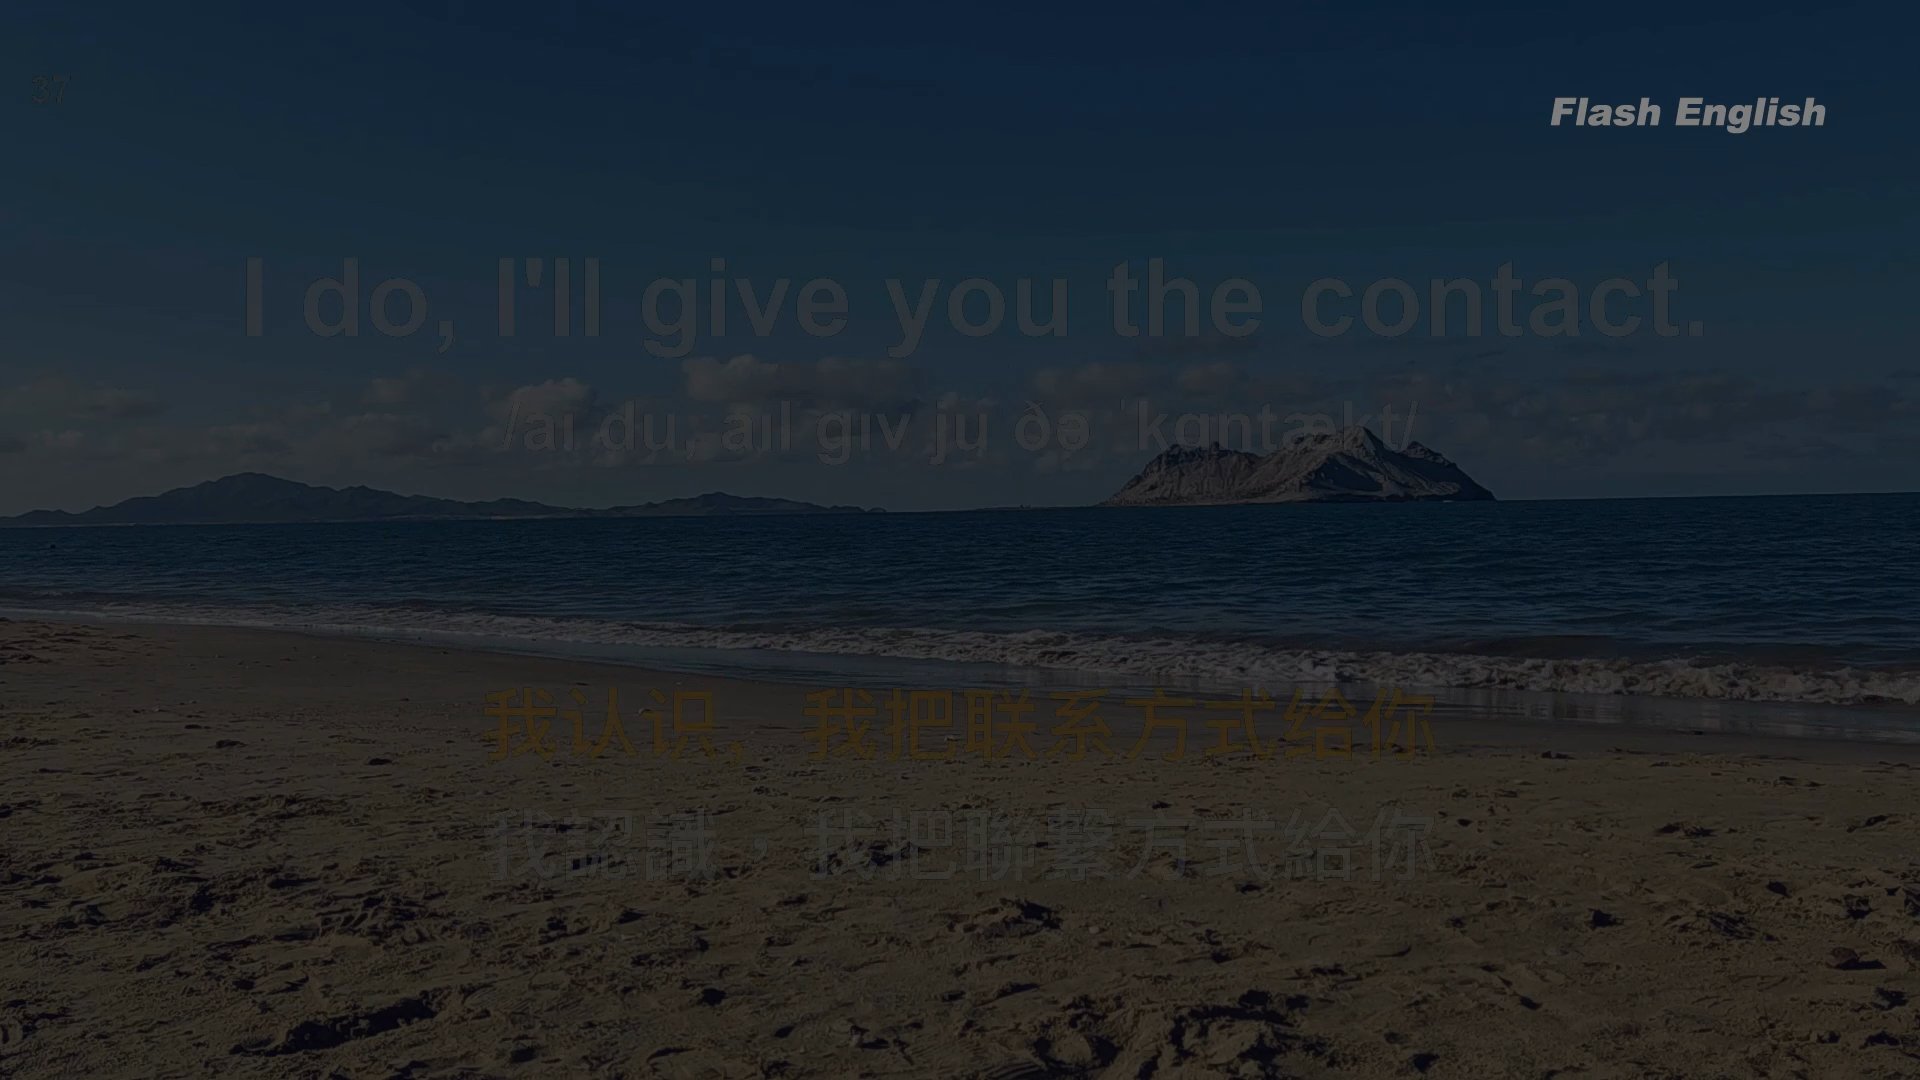 37
Flash English
I do, I'll give you the contact.
/aɪ du, aɪl gɪv ju ðə ˈkɑntækt/
我认识，我把联系方式给你
我認識，我把聯繫方式給你